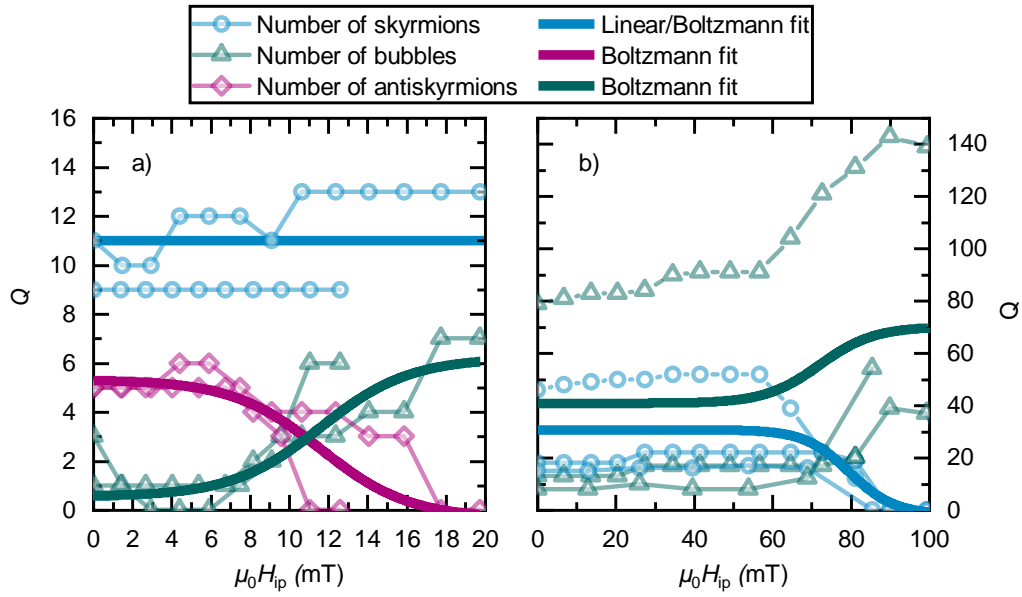 Number of skyrmions
Linear/Boltzmann fit
Number of bubbles
Boltzmann fit
Number of antiskyrmions
Boltzmann fit
a)
16
14
12
10
8
6
4
2
0
Q
0 2 4 6 8 10 12 14 16 18 20
μ₀Hᵢₚ (mT)
b)
140
120
100
80
60
40
20
0
Q
0 20 40 60 80 100
μ₀Hᵢₚ (mT)